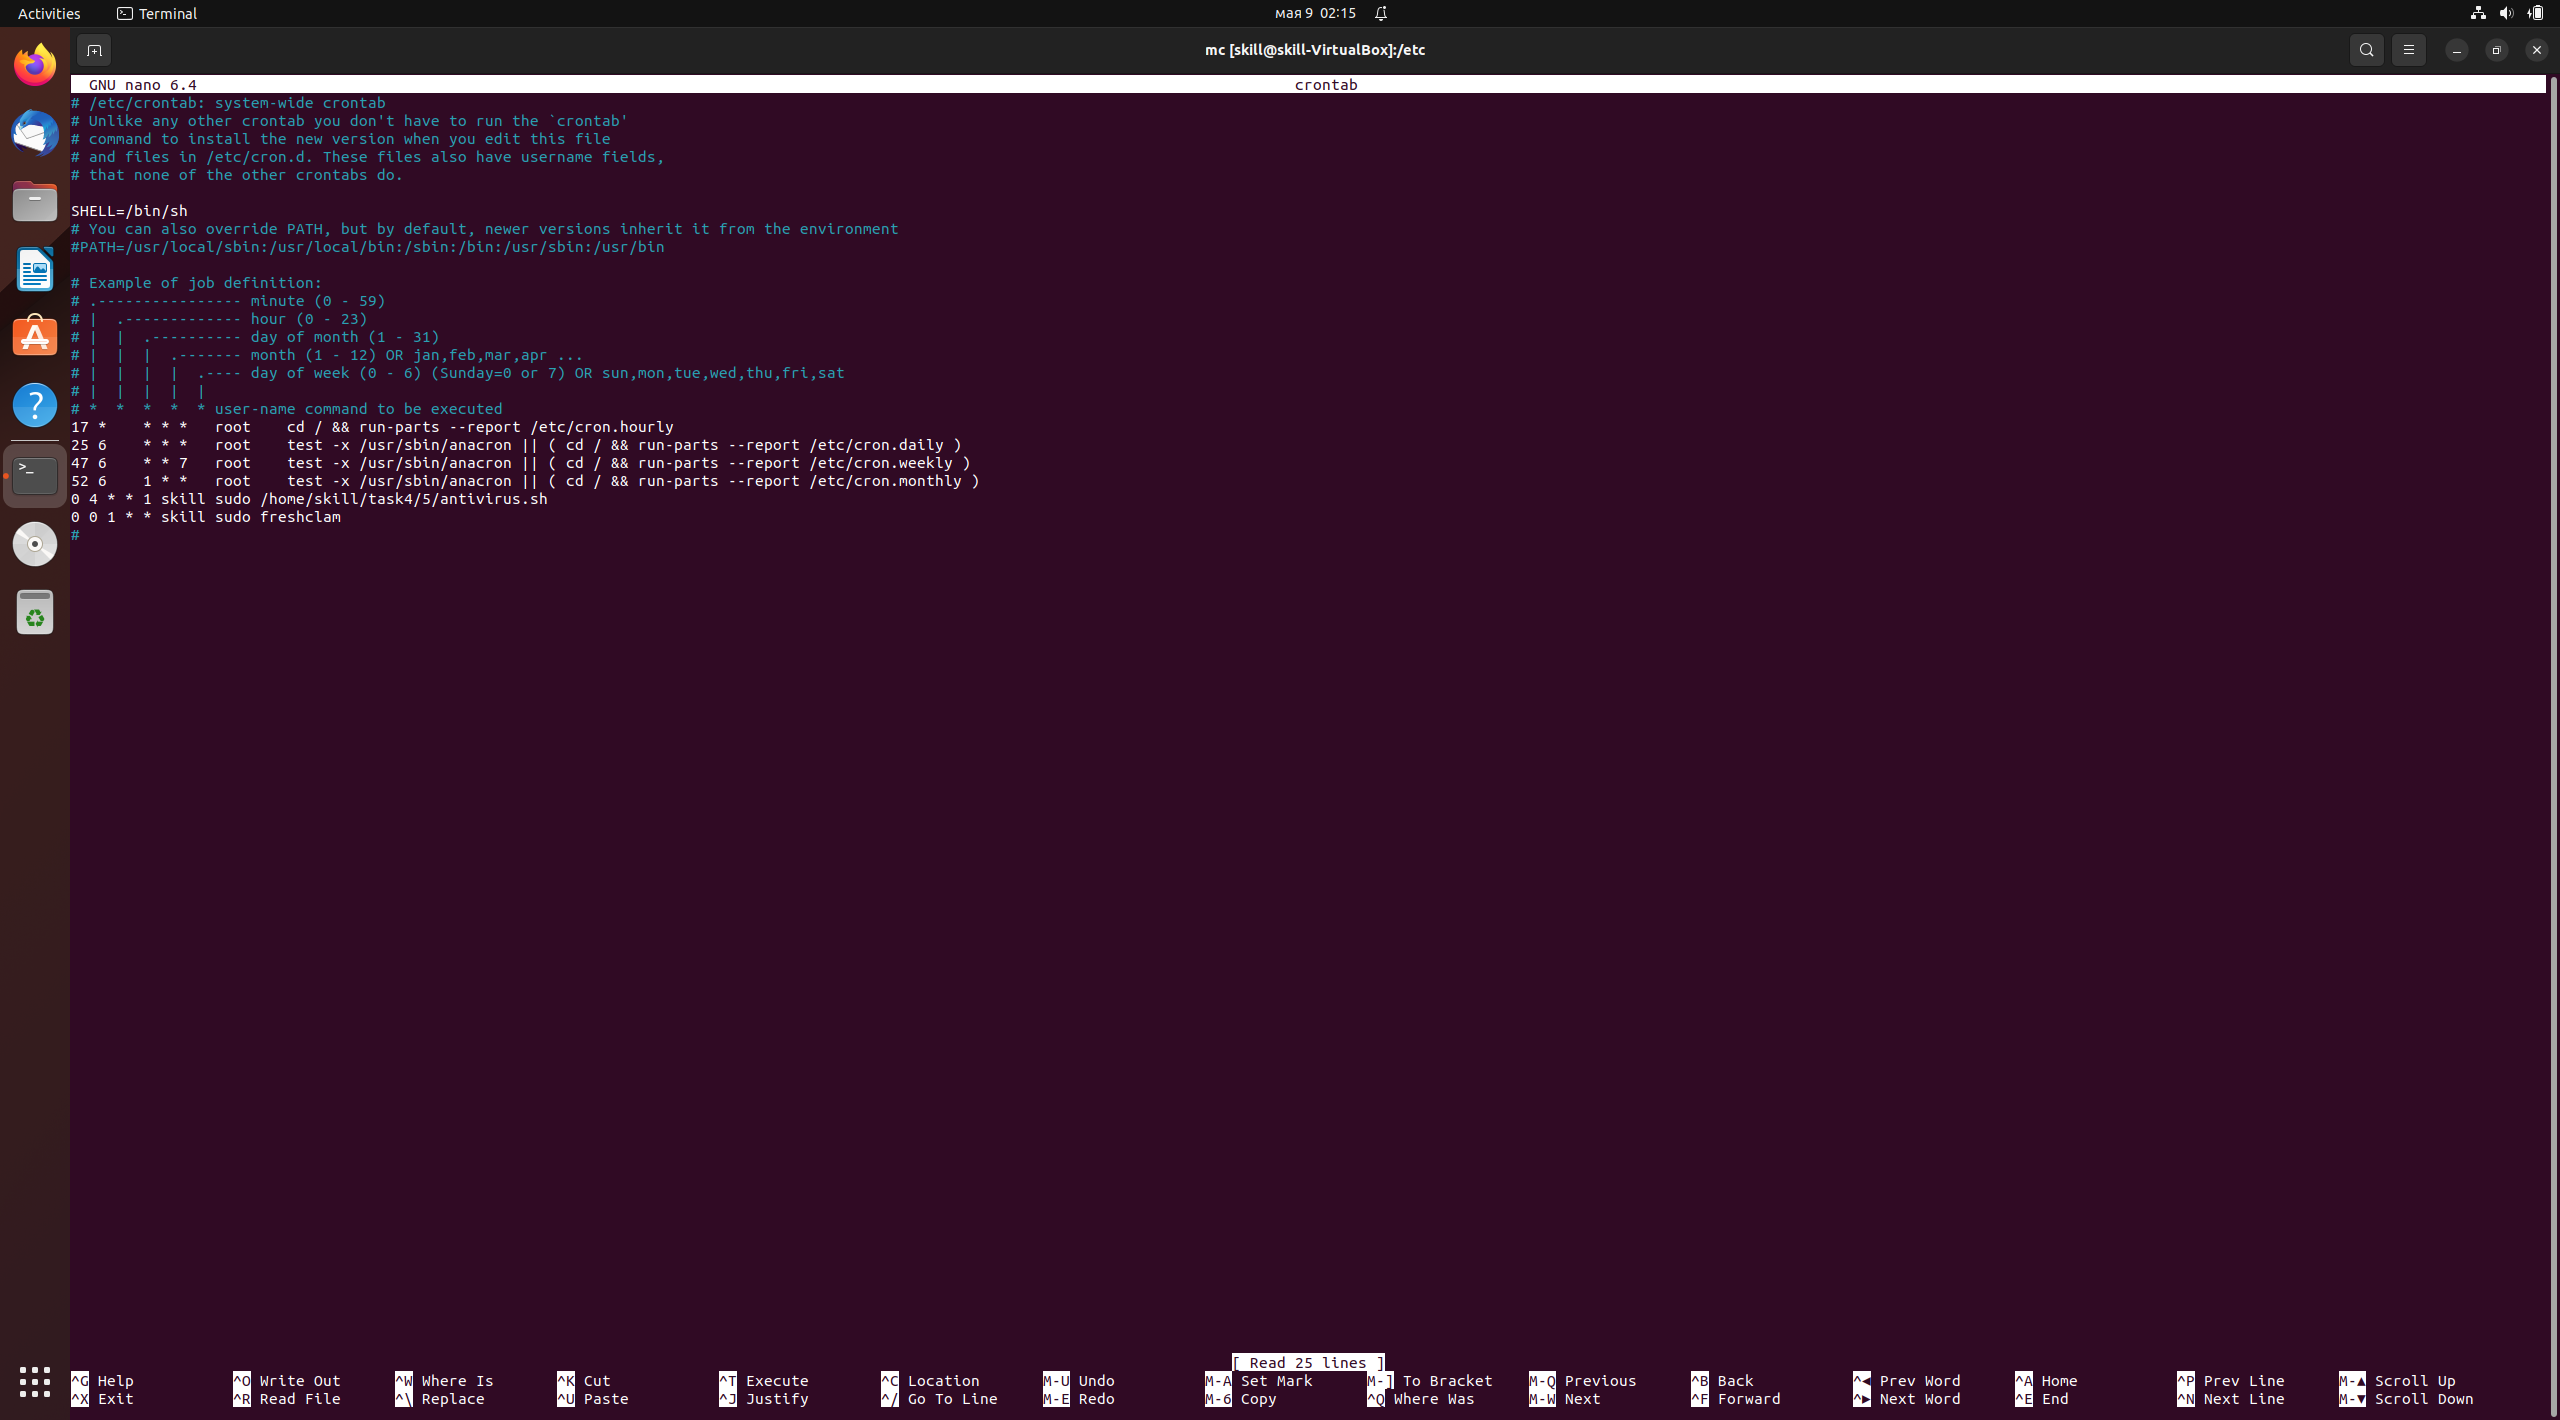 Activities Terminal мая 9 02:15
mc [skill@skill-VirtualBox]:/etc
GNU nano 6.4 crontab
# /etc/crontab: system-wide crontab
# Unlike any other crontab you don't have to run the `crontab'
# command to install the new version when you edit this file
# and files in /etc/cron.d. These files also have username fields,
# that none of the other crontabs do.
SHELL=/bin/sh
# You can also override PATH, but by default, newer versions inherit it from the environment
#PATH=/usr/local/sbin:/usr/local/bin:/sbin:/bin:/usr/sbin:/usr/bin
# Example of job definition:
# .---------------- minute (0 - 59)
# |  .------------- hour (0 - 23)
# |  |  .---------- day of month (1 - 31)
# |  |  |  .------- month (1 - 12) OR jan,feb,mar,apr ...
# |  |  |  |  .---- day of week (0 - 6) (Sunday=0 or 7) OR sun,mon,tue,wed,thu,fri,sat
# |  |  |  |  |
# *  *  *  *  * user-name command to be executed
17 *    * * *   root    cd / && run-parts --report /etc/cron.hourly
25 6    * * *   root    test -x /usr/sbin/anacron || ( cd / && run-parts --report /etc/cron.daily )
47 6    * * 7   root    test -x /usr/sbin/anacron || ( cd / && run-parts --report /etc/cron.weekly )
52 6    1 * *   root    test -x /usr/sbin/anacron || ( cd / && run-parts --report /etc/cron.monthly )
0 4 * * 1 skill sudo /home/skill/task4/5/antivirus.sh
0 0 1 * * skill sudo freshclam
#
[ Read 25 lines ]
^G Help ^O Write Out ^W Where Is ^K Cut ^T Execute ^C Location M-U Undo M-A Set Mark M-] To Bracket M-Q Previous ^B Back ^◄ Prev Word ^A Home ^P Prev Line M-▲ Scroll Up
^X Exit ^R Read File ^\ Replace ^U Paste ^J Justify ^/ Go To Line M-E Redo M-6 Copy ^Q Where Was M-W Next ^F Forward ^► Next Word ^E End ^N Next Line M-▼ Scroll Down